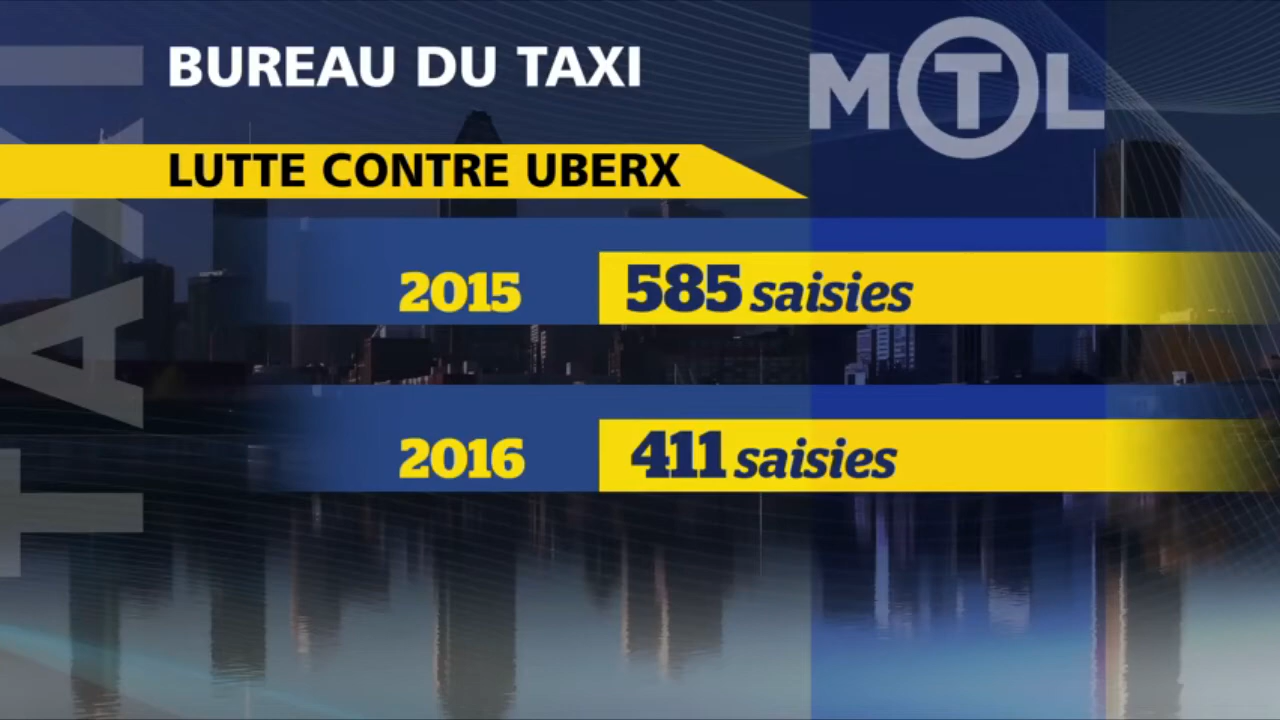 BUREAU DU TAXI
MTL
LUTTE CONTRE UBERX
2015 585 saisies
2016 411 saisies
TAXI